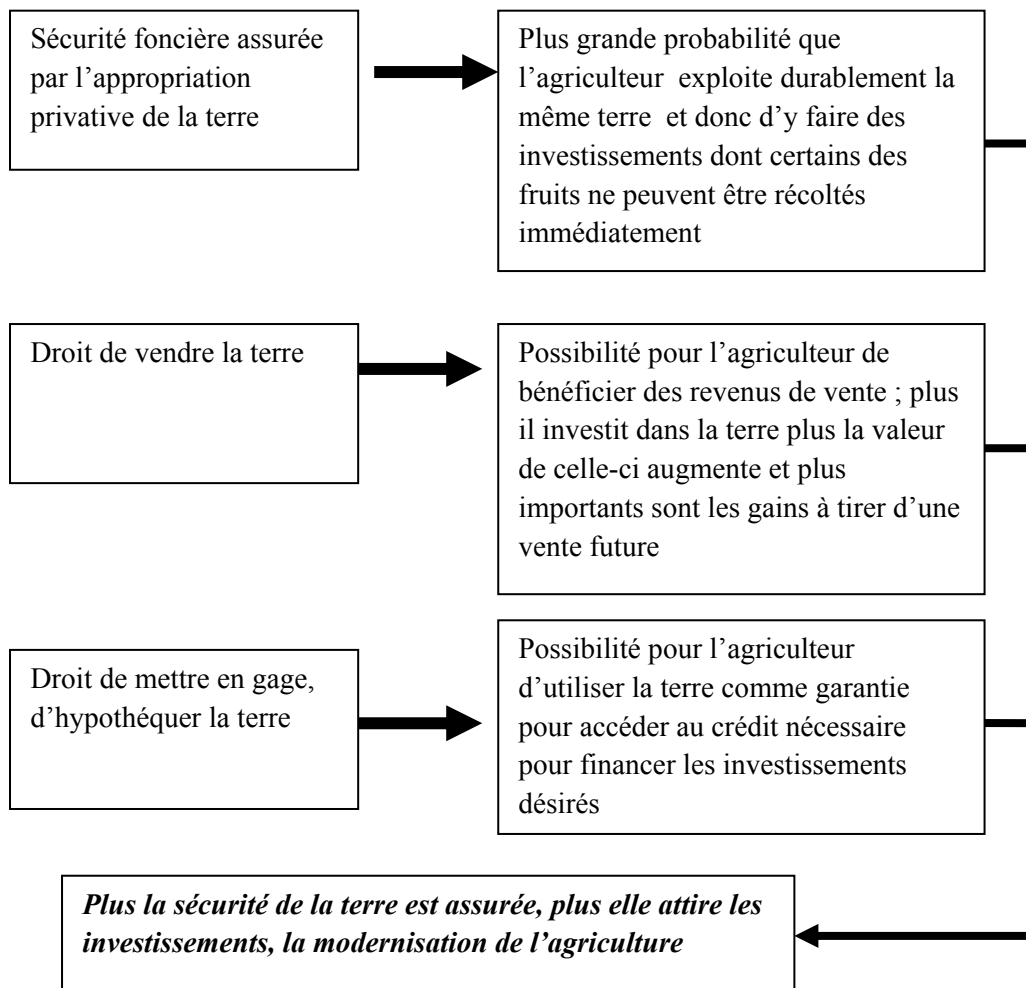 Sécurité foncière assurée
par l’appropriation
privative de la terre
Plus grande probabilité que
l’agriculteur exploite durablement la
même terre et donc d’y faire des
investissements dont certains des
fruits ne peuvent être récoltés
immédiatement
Droit de vendre la terre
Possibilité pour l’agriculteur de
bénéficier des revenus de vente ; plus
il investit dans la terre plus la valeur
de celle-ci augmente et plus
importants sont les gains à tirer d’une
vente future
Droit de mettre en gage,
d’hypothéquer la terre
Possibilité pour l’agriculteur
d’utiliser la terre comme garantie
pour accéder au crédit nécessaire
pour financer les investissements
désirés
Plus la sécurité de la terre est assurée, plus elle attire les
investissements, la modernisation de l’agriculture